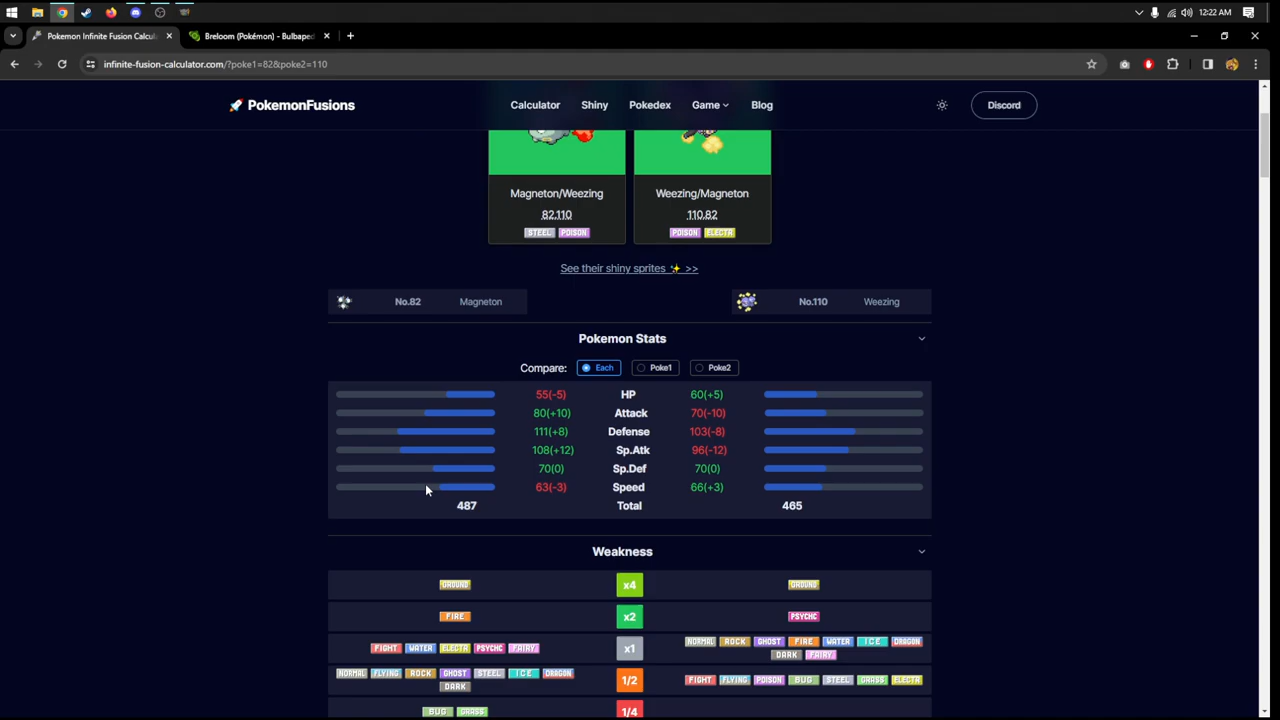 12:22 AM
Pokemon Infinite Fusion Calcula
Breloom (Pokémon) - Bulbaped
infinite-fusion-calculator.com/?poke1=82&poke2=110
PokemonFusions
Calculator
Shiny
Pokedex
Game
Blog
Discord
Magneton/Weezing
Weezing/Magneton
82.110
110.82
STEEL POISON
POISON ELECTR
See their shiny sprites ✨ >>
No.82 Magneton
No.110 Weezing
Pokemon Stats
Compare: Each Poke1 Poke2
55(-5) HP 60(+5)
80(+10) Attack 70(-10)
111(+8) Defense 103(-8)
108(+12) Sp.Atk 96(-12)
70(0) Sp.Def 70(0)
63(-3) Speed 66(+3)
487 Total 465
Weakness
GROUND x4 GROUND
FIRE x2 PSYCHC
FIGHT WATER ELECTR PSYCHC FAIRY x1 NORMAL ROCK GHOST FIRE WATER ICE DRAGON
DARK FAIRY
NORMAL FLYING ROCK GHOST STEEL ICE DRAGON
DARK 1/2 FIGHT FLYING POISON BUG STEEL GRASS ELECTR
BUG GRASS 1/4